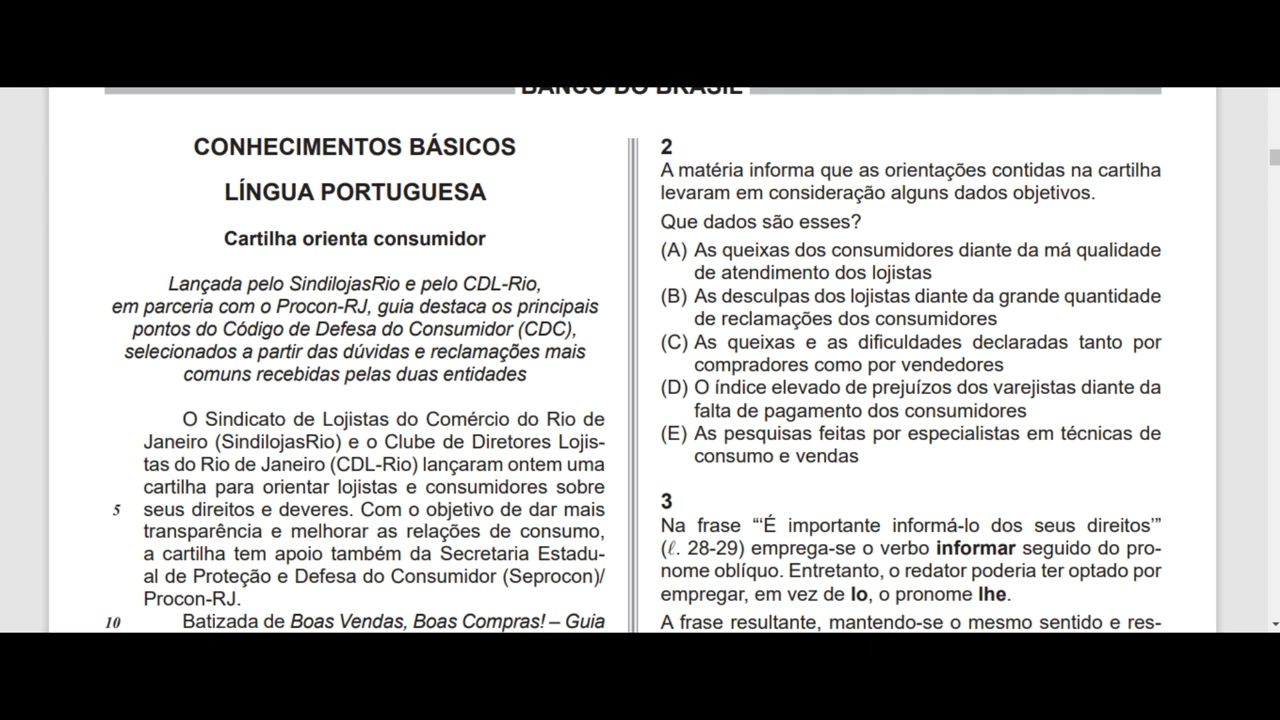 BANCO DO BRASIL
CONHECIMENTOS BÁSICOS
LÍNGUA PORTUGUESA
Cartilha orienta consumidor
Lançada pelo SindilojasRio e pelo CDL-Rio,
em parceria com o Procon-RJ, guia destaca os principais
pontos do Código de Defesa do Consumidor (CDC),
selecionados a partir das dúvidas e reclamações mais
comuns recebidas pelas duas entidades
O Sindicato de Lojistas do Comércio do Rio de
Janeiro (SindilojasRio) e o Clube de Diretores Lojis-
tas do Rio de Janeiro (CDL-Rio) lançaram ontem uma
cartilha para orientar lojistas e consumidores sobre
5 seus direitos e deveres. Com o objetivo de dar mais
transparência e melhorar as relações de consumo,
a cartilha tem apoio também da Secretaria Estadu-
al de Proteção e Defesa do Consumidor (Seprocon)/
Procon-RJ.
10 Batizada de Boas Vendas, Boas Compras! – Guia
2
A matéria informa que as orientações contidas na cartilha
levaram em consideração alguns dados objetivos.
Que dados são esses?
(A) As queixas dos consumidores diante da má qualidade
de atendimento dos lojistas
(B) As desculpas dos lojistas diante da grande quantidade
de reclamações dos consumidores
(C) As queixas e as dificuldades declaradas tanto por
compradores como por vendedores
(D) O índice elevado de prejuízos dos varejistas diante da
falta de pagamento dos consumidores
(E) As pesquisas feitas por especialistas em técnicas de
consumo e vendas
3
Na frase “‘É importante informá-lo dos seus direitos’”
(ℓ. 28-29) emprega-se o verbo informar seguido do pro-
nome oblíquo. Entretanto, o redator poderia ter optado por
empregar, em vez de lo, o pronome lhe.
A frase resultante, mantendo-se o mesmo sentido e res-